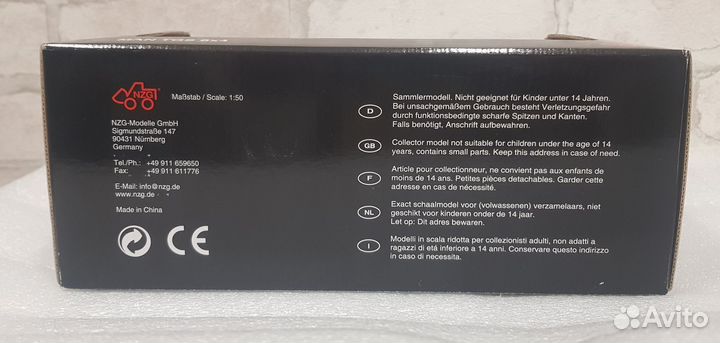 NZG
Maßstab / Scale: 1:50
NZG-Modelle GmbH
Sigmundstraße 147
90431 Nürnberg
Germany
Tel./Ph.: +49 911 659650
Fax: +49 911 611776
E-Mail: info@nzg.de
www.nzg.de
Made in China
CE
D
Sammlermodell. Nicht geeignet für Kinder unter 14 Jahren.
Bei unsachgemäßem Gebrauch besteht Verletzungsgefahr
durch funktionsbedingte scharfe Spitzen und Kanten.
Falls benötigt, Anschrift aufbewahren.
GB
Collector model not suitable for children under the age of 14
years, contains small parts. Keep this address in case of need.
F
Article pour collectionneur, ne convient pas aux enfants de
moins de 14 ans. Petites pièces detachables. Garder cette
adresse en cas de nécésité.
NL
Exact schaalmodel voor (volwassenen) verzamelaars, niet
geschikt voor kinderen onder de 14 jaar.
Let op: Dit adres bewaren.
I
Modelli in scala ridotta per collezionisti adulti, non adatti a
ragazzi di etá inferiore a 14 anni. Conservare questo indirizzo
in caso di necessita.
Avito